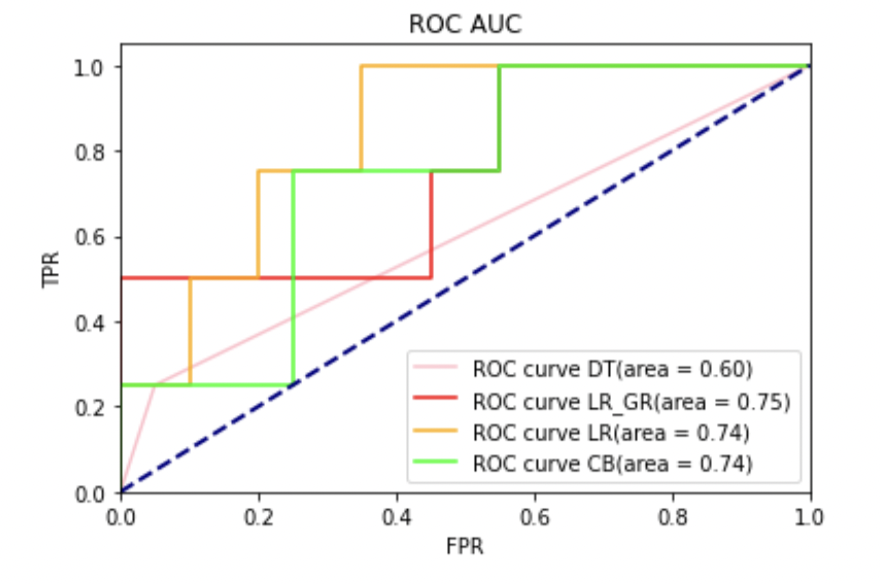 ROC AUC
1.0
0.8
0.6
0.4
0.2
0.0
TPR
ROC curve DT(area = 0.60)
ROC curve LR_GR(area = 0.75)
ROC curve LR(area = 0.74)
ROC curve CB(area = 0.74)
0.0 0.2 0.4 0.6 0.8 1.0
FPR